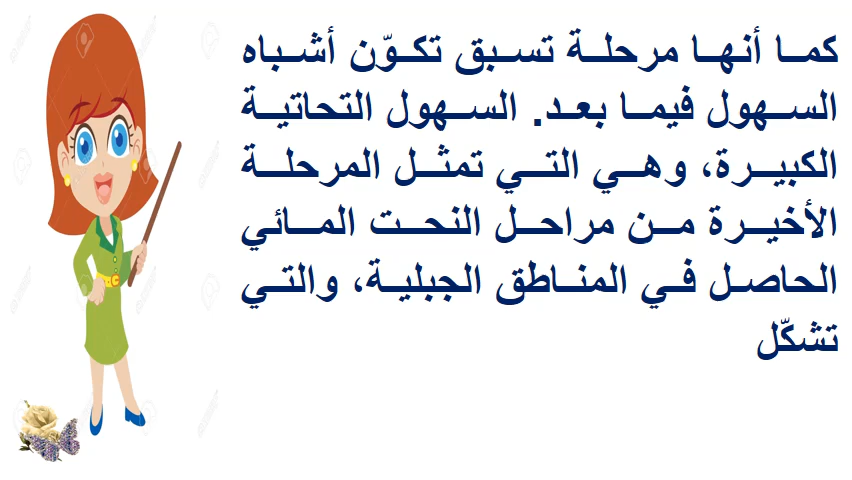 كما أنها مرحلة تسبق تكوّن أشباه
السهول فيما بعد. السهول التحاتية
الكبيرة، وهي التي تمثل المرحلة
الأخيرة من مراحل النحت المائي
الحاصل في المناطق الجبلية، والتي
تشكّل